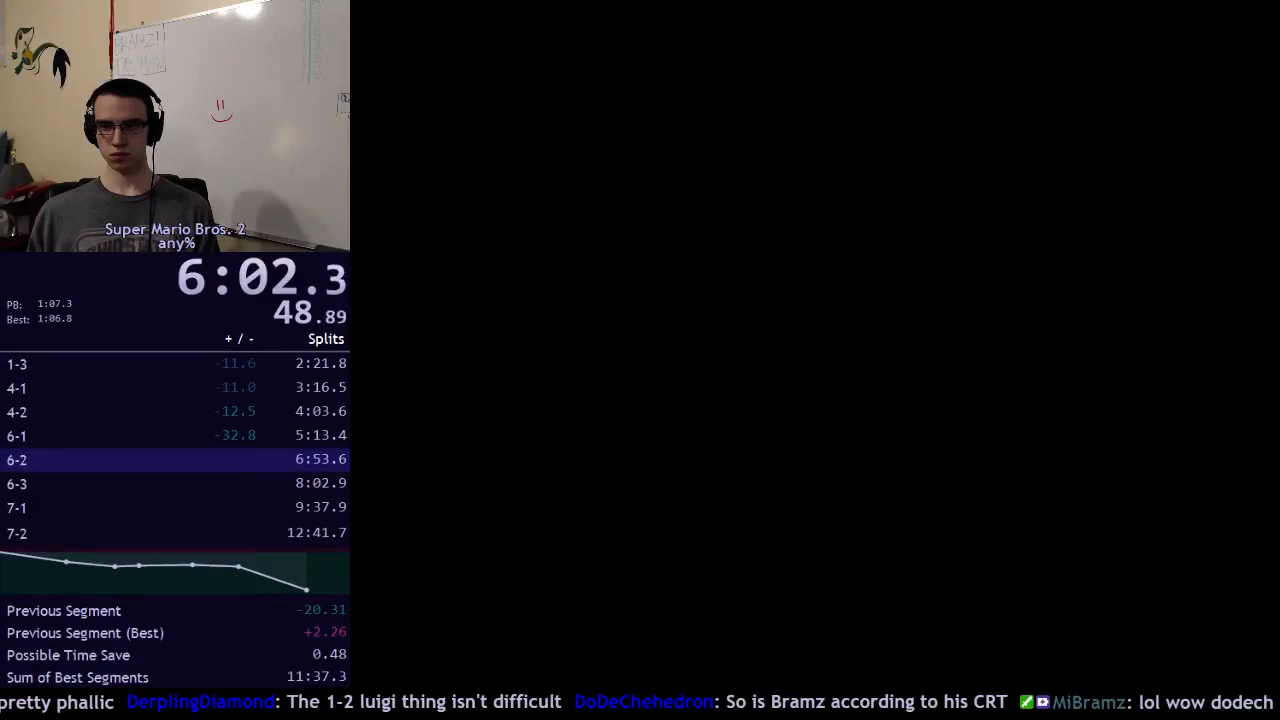 Super Mario Bros. 2
any%
6:02.3
PB: 1:07.3
48.89
Best: 1:06.8
+ / - Splits
1-3 -11.6 2:21.8
4-1 -11.0 3:16.5
4-2 -12.5 4:03.6
6-1 -32.8 5:13.4
6-2 6:53.6
6-3 8:02.9
7-1 9:37.9
7-2 12:41.7
Previous Segment -20.31
Previous Segment (Best) +2.26
Possible Time Save 0.48
Sum of Best Segments 11:37.3
pretty phallic DerplingDiamond: The 1-2 luigi thing isn't difficult DoDeChehedron: So is Bramz according to his CRT MiBramz: lol wow dodech